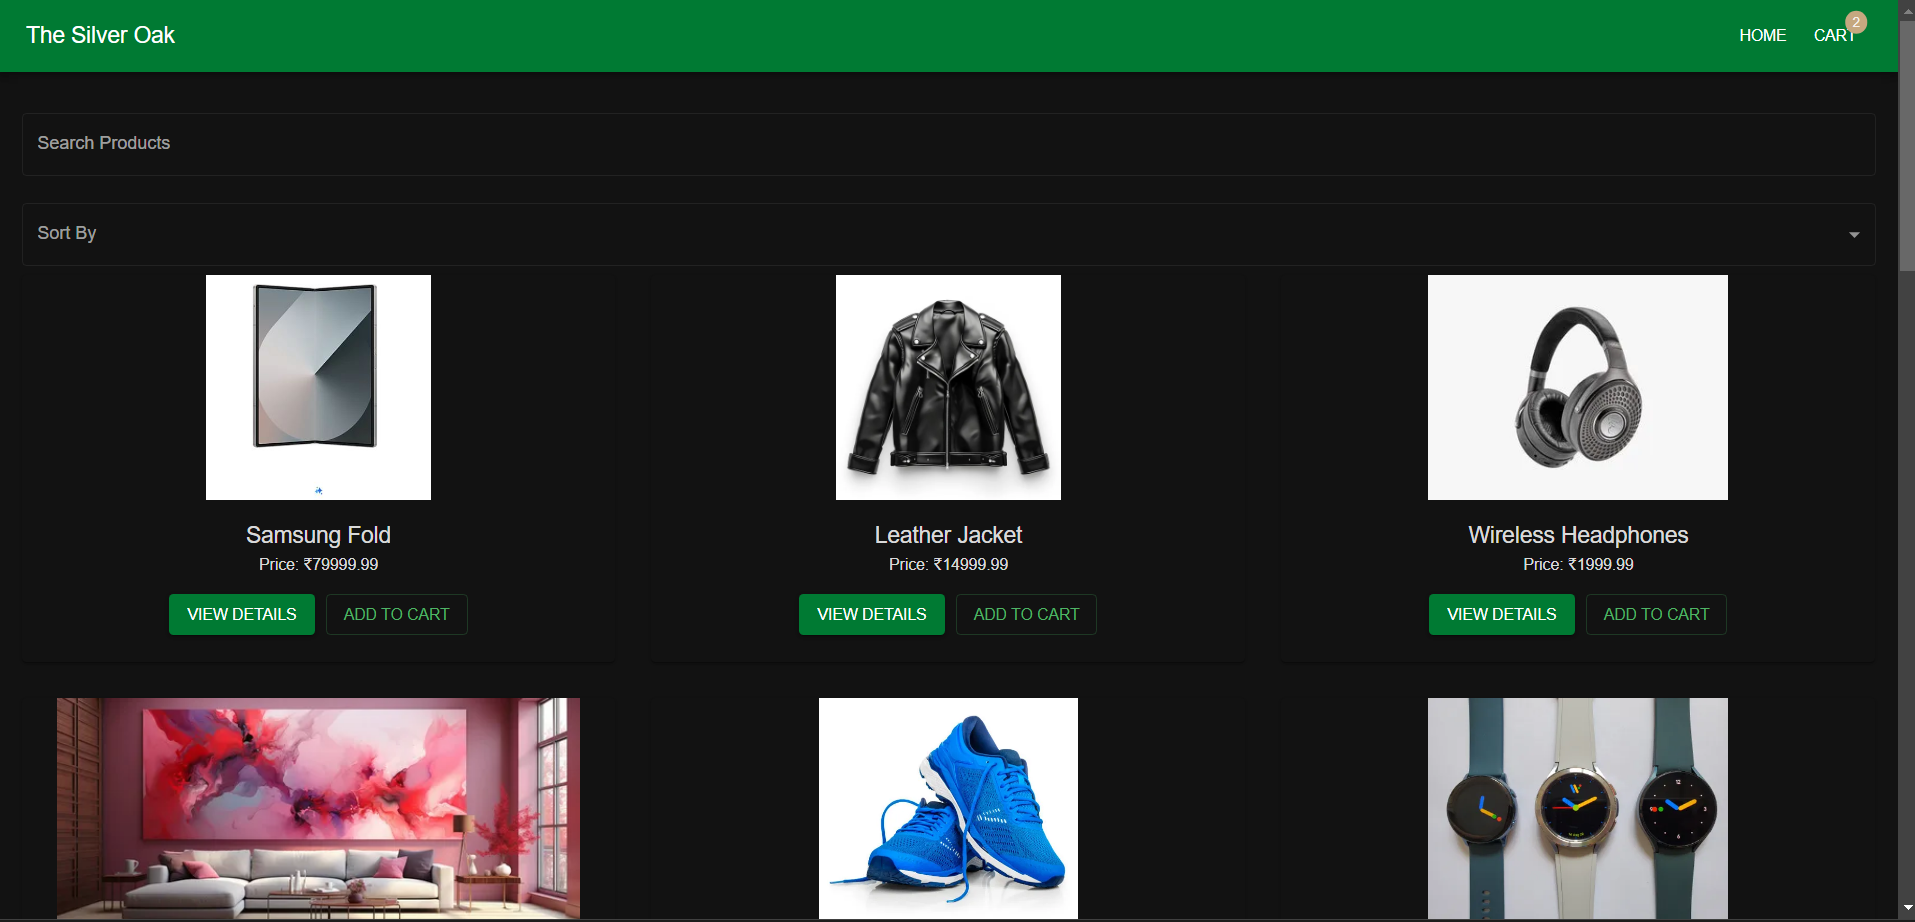 The Silver Oak
HOME
CART
2
Search Products
Sort By
Samsung Fold
Price: ₹79999.99
VIEW DETAILS
ADD TO CART
Leather Jacket
Price: ₹14999.99
VIEW DETAILS
ADD TO CART
Wireless Headphones
Price: ₹1999.99
VIEW DETAILS
ADD TO CART